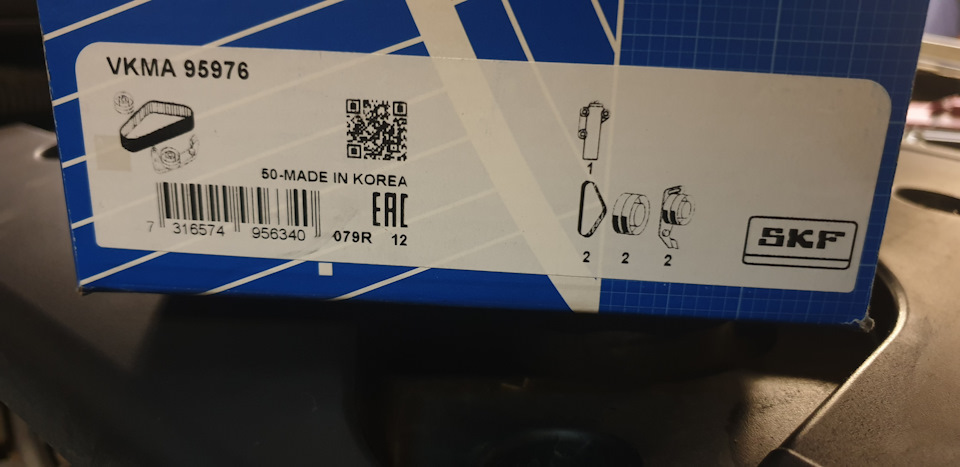 VKMA 95976
50-MADE IN KOREA
EAC
7 316574 956340
079R 12
1
2 2 2
SKF